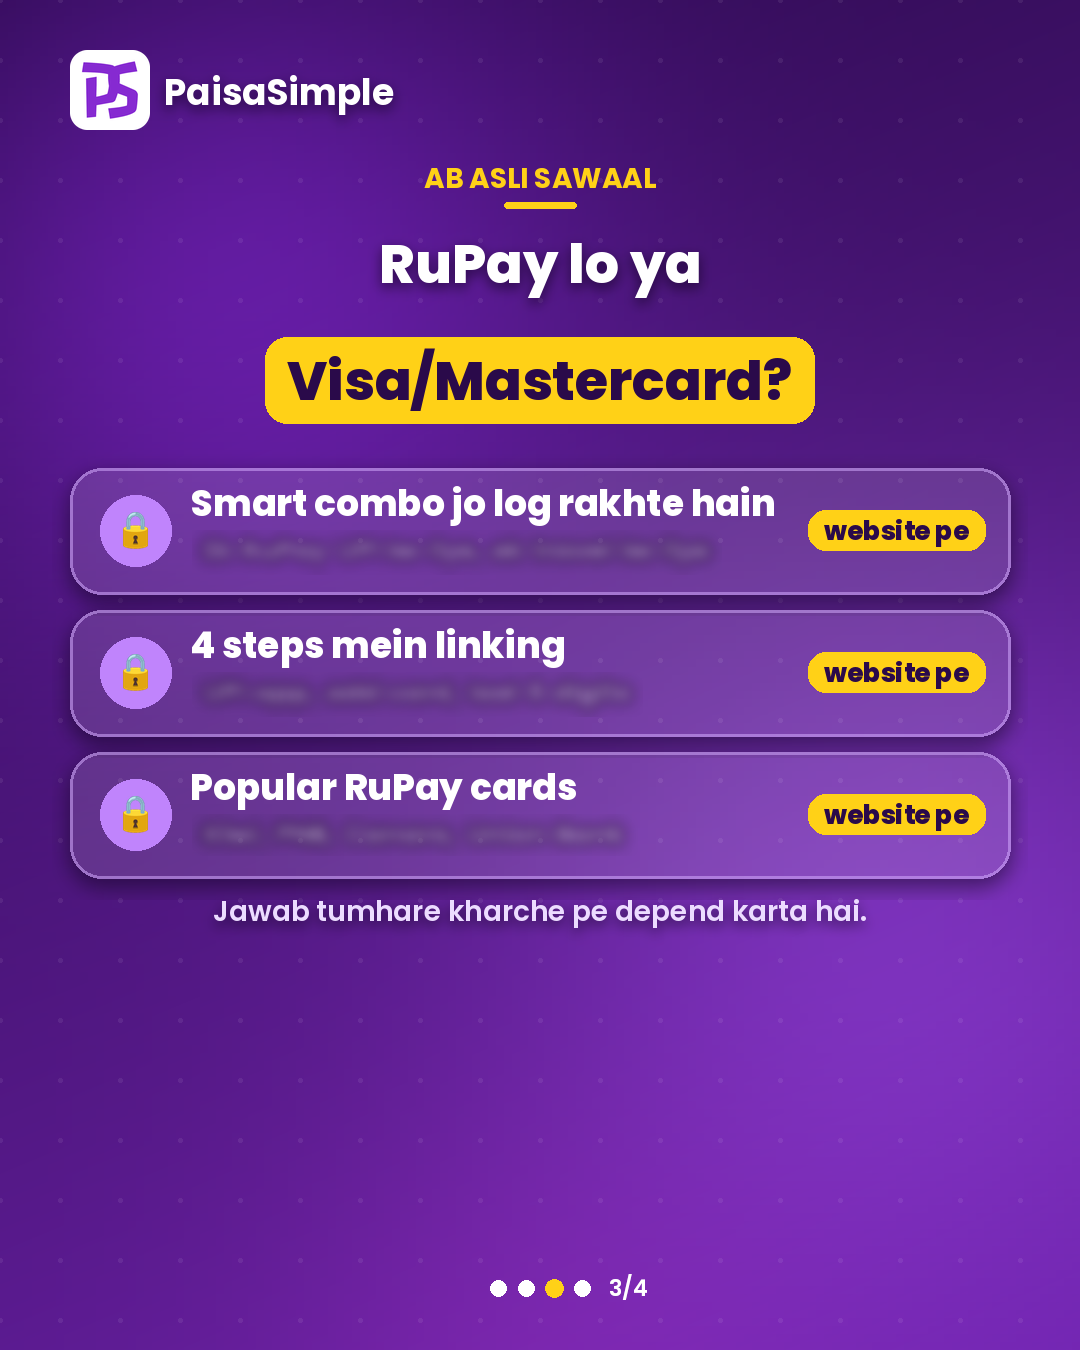 PaisaSimple
AB ASLI SAWAAL
RuPay lo ya
Visa/Mastercard?
Smart combo jo log rakhte hain
website pe
4 steps mein linking
website pe
Popular RuPay cards
website pe
Jawab tumhare kharche pe depend karta hai.
3/4